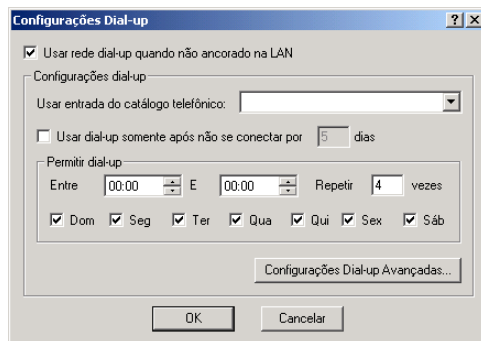 Configurações Dial-up
Usar rede dial-up quando não ancorado na LAN
Configurações dial-up
Usar entrada do catálogo telefônico:
Usar dial-up somente após não se conectar por 5 dias
Permitir dial-up
Entre 00:00 E 00:00 Repetir 4 vezes
Dom Seg Ter Qua Qui Sex Sáb
Configurações Dial-up Avançadas...
OK Cancelar